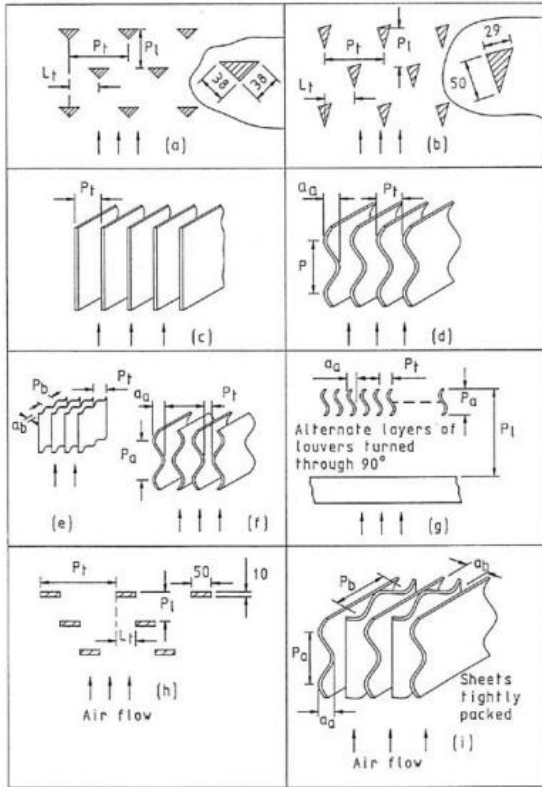 Pt
Pl
Lt
38
38
(a)
Pt
Pl
Lt
29
50
(b)
Pt
(c)
aa
Pt
P
(d)
Pb
Pt
ab
(e)
aa
Pt
Pa
(f)
aa
Pt
Pa
Pl
Alternate layers of
louvers turned
through 90°
(g)
Pt
50
10
Pl
Lt
(h)
Air flow
ab
Pb
Pa
aa
Sheets
tightly
packed
(i)
Air flow